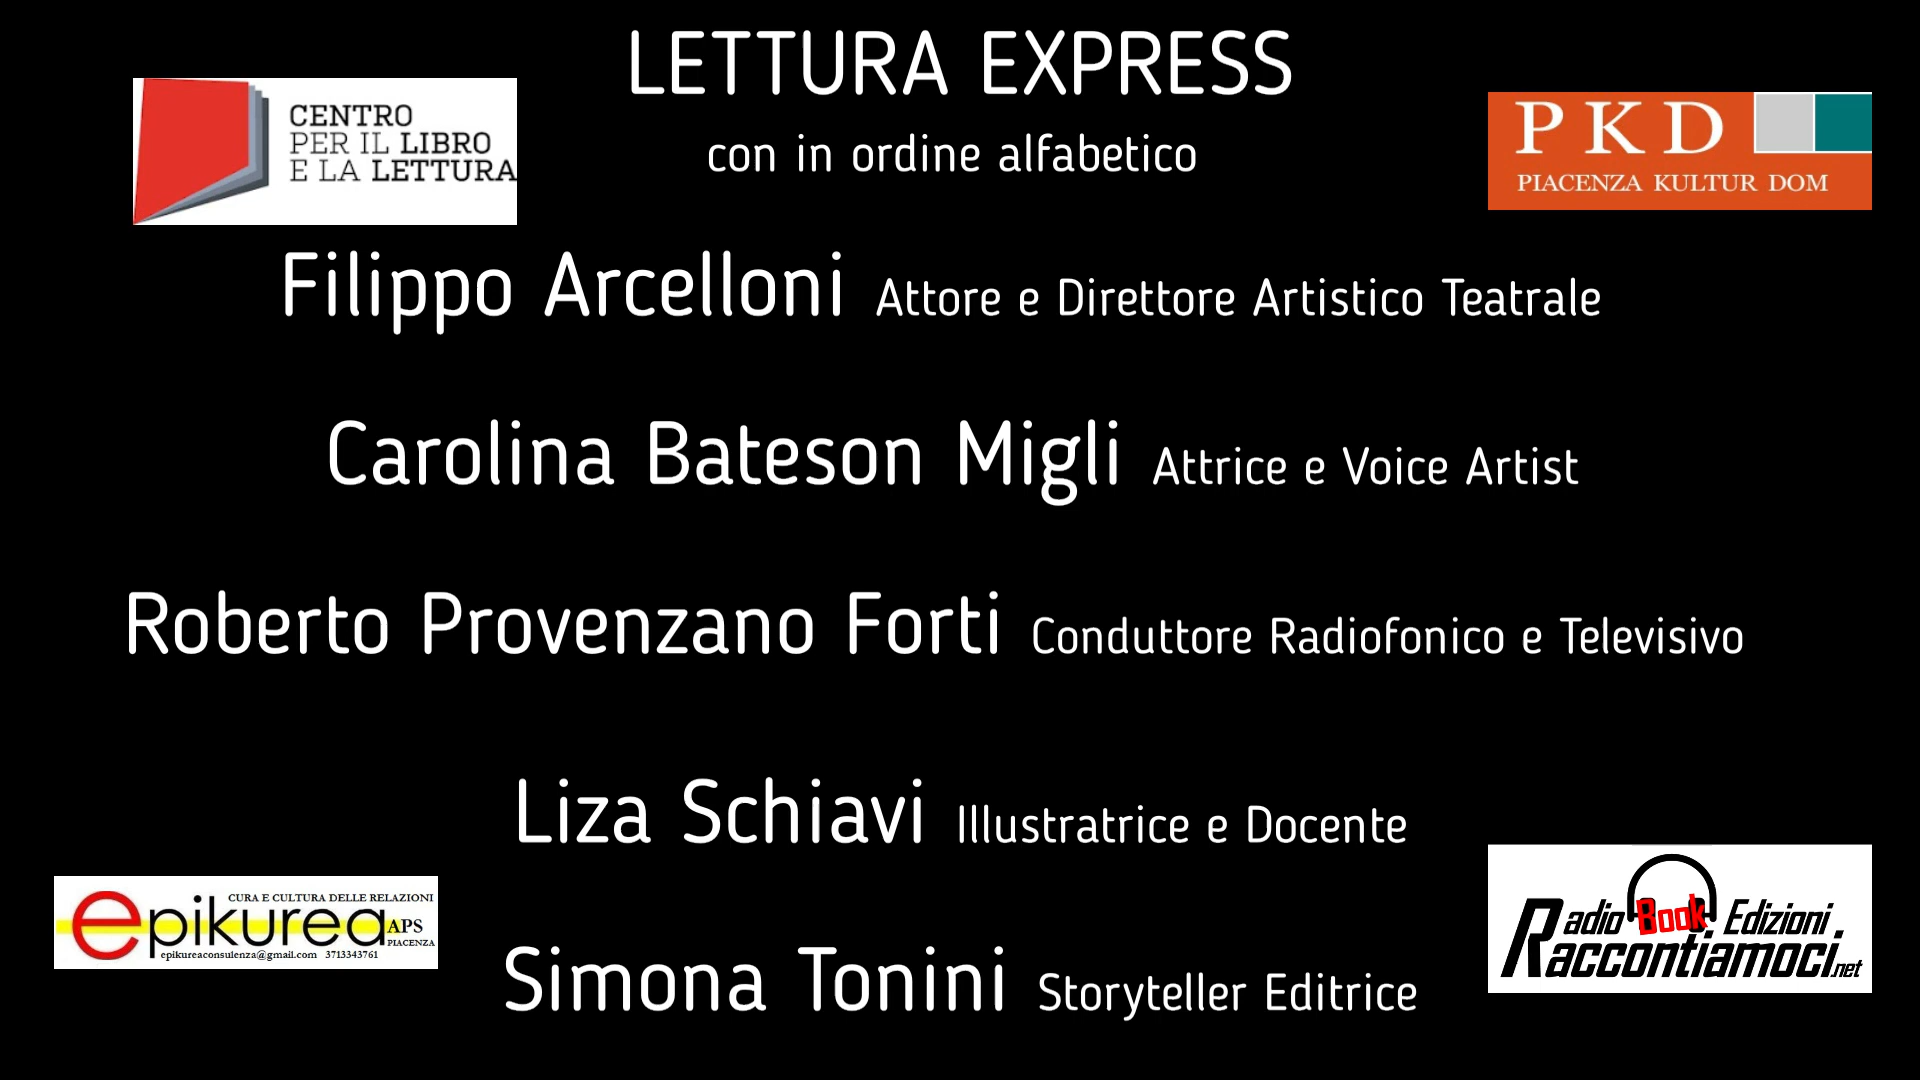 LETTURA EXPRESS
con in ordine alfabetico
CENTRO
PER IL LIBRO
E LA LETTURA
PKD
PIACENZA KULTUR DOM
Filippo Arcelloni Attore e Direttore Artistico Teatrale
Carolina Bateson Migli Attrice e Voice Artist
Roberto Provenzano Forti Conduttore Radiofonico e Televisivo
Liza Schiavi Illustratrice e Docente
CURA E CULTURA DELLE RELAZIONI
epikurea APS
PIACENZA
epikureaconsulenza@gmail.com 3713343761
Radio Book Edizioni
Raccontiamoci.net
Simona Tonini Storyteller Editrice